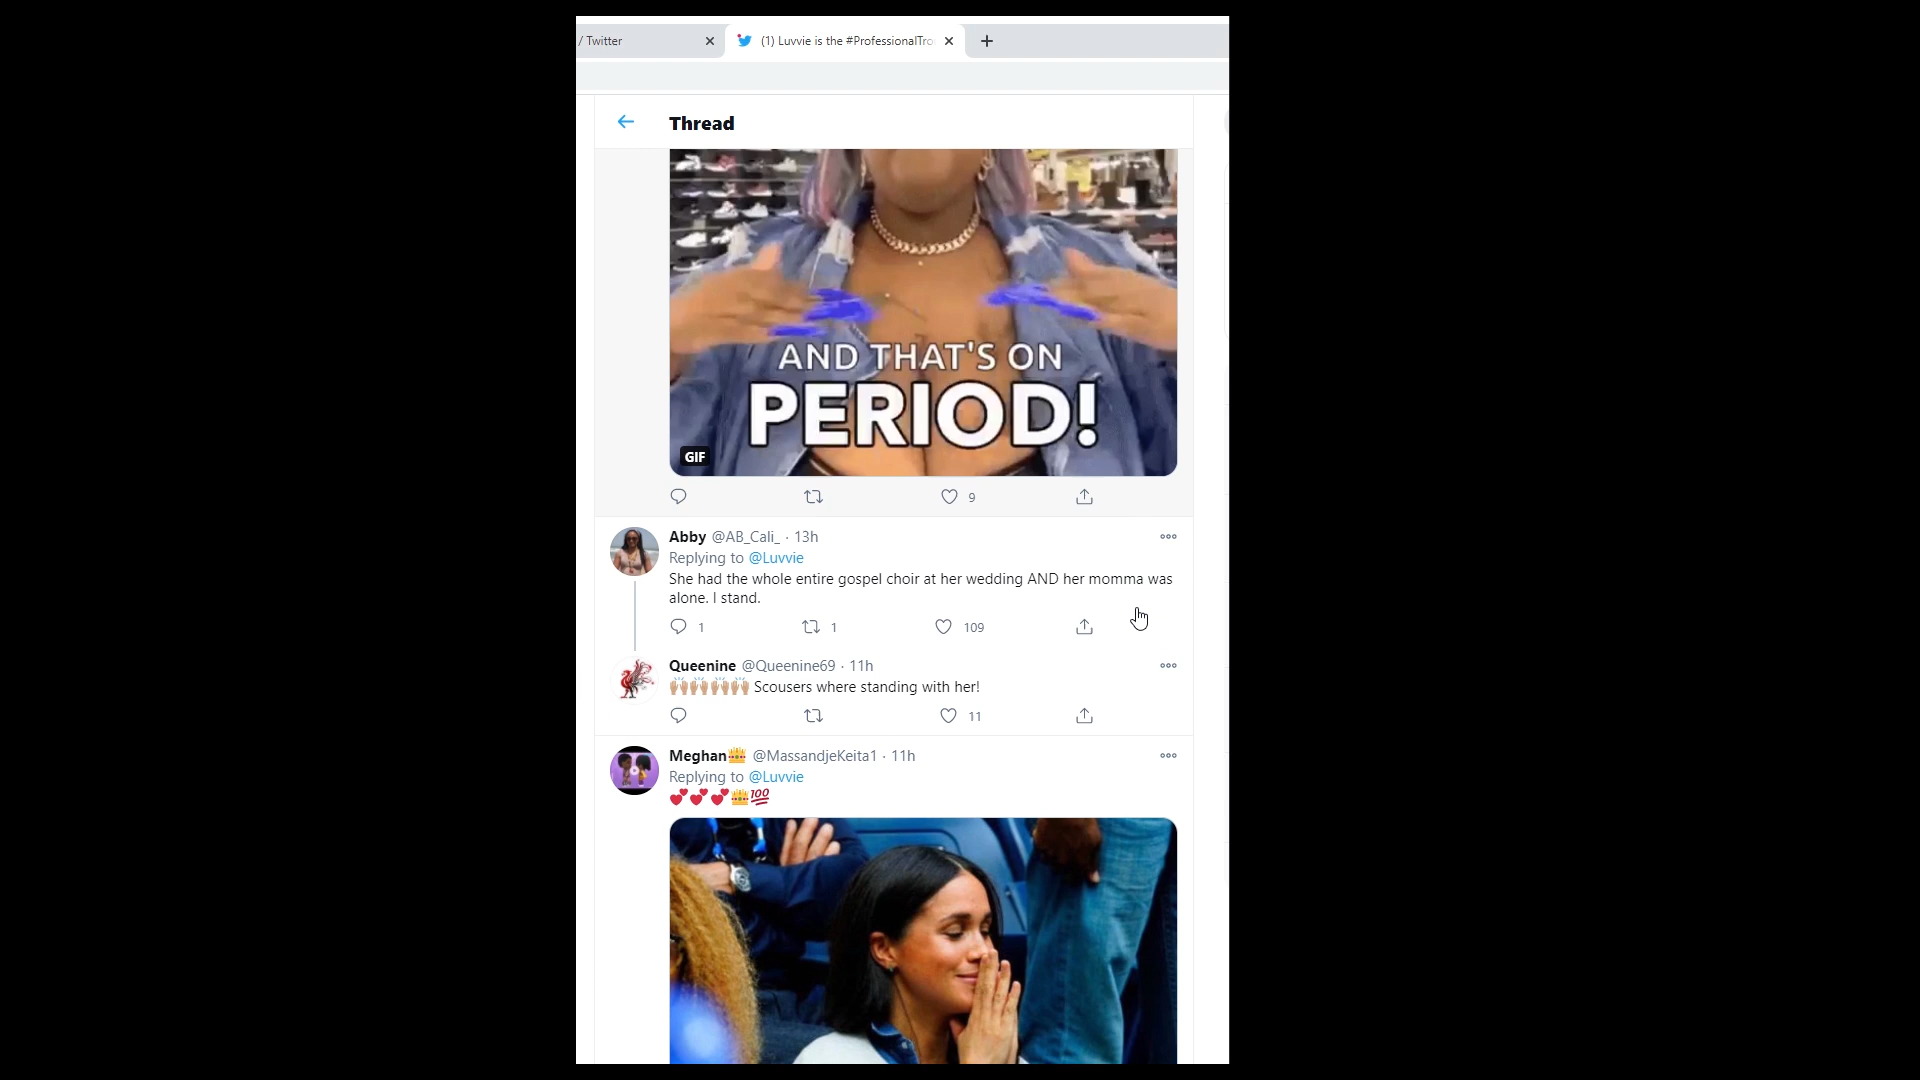 / Twitter
(1) Luvvie is the #ProfessionalTro
Thread
AND THAT'S ON
PERIOD!
GIF
9
Abby @AB_Cali_ · 13h
Replying to @Luvvie
She had the whole entire gospel choir at her wedding AND her momma was
alone. I stand.
1 1 109
Queenine @Queenine69 · 11h
🙌🏽🙌🏽🙌🏽🙌🏽 Scousers where standing with her!
11
Meghan👑 @MassandjeKeita1 · 11h
Replying to @Luvvie
💕💕💕👑💯